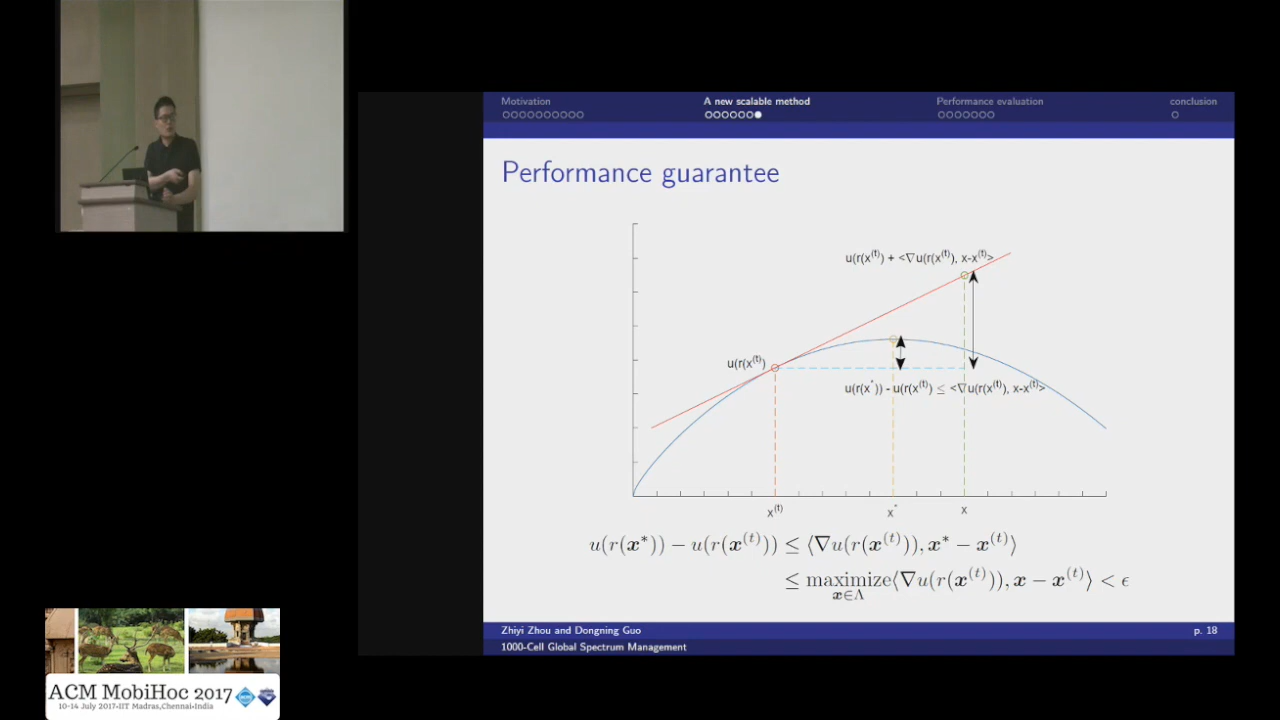 Motivation
A new scalable method
Performance evaluation
conclusion
Performance guarantee
u(r(x^(t)) + <∇u(r(x^(t)), x-x^(t)>
u(r(x^(t))
u(r(x^*)) - u(r(x^(t)) ≤ <∇u(r(x^(t)), x-x^(t)>
x^(t)
x^*
x
u(r(x*)) − u(r(x^(t))) ≤ ⟨∇u(r(x^(t))), x* − x^(t)⟩
≤ maximize⟨∇u(r(x^(t))), x − x^(t)⟩ < ϵ
x∈Λ
Zhiyi Zhou and Dongning Guo
p. 18
1000-Cell Global Spectrum Management
ACM MobiHoc 2017
10-14 July 2017•IIT Madras,Chennai•India